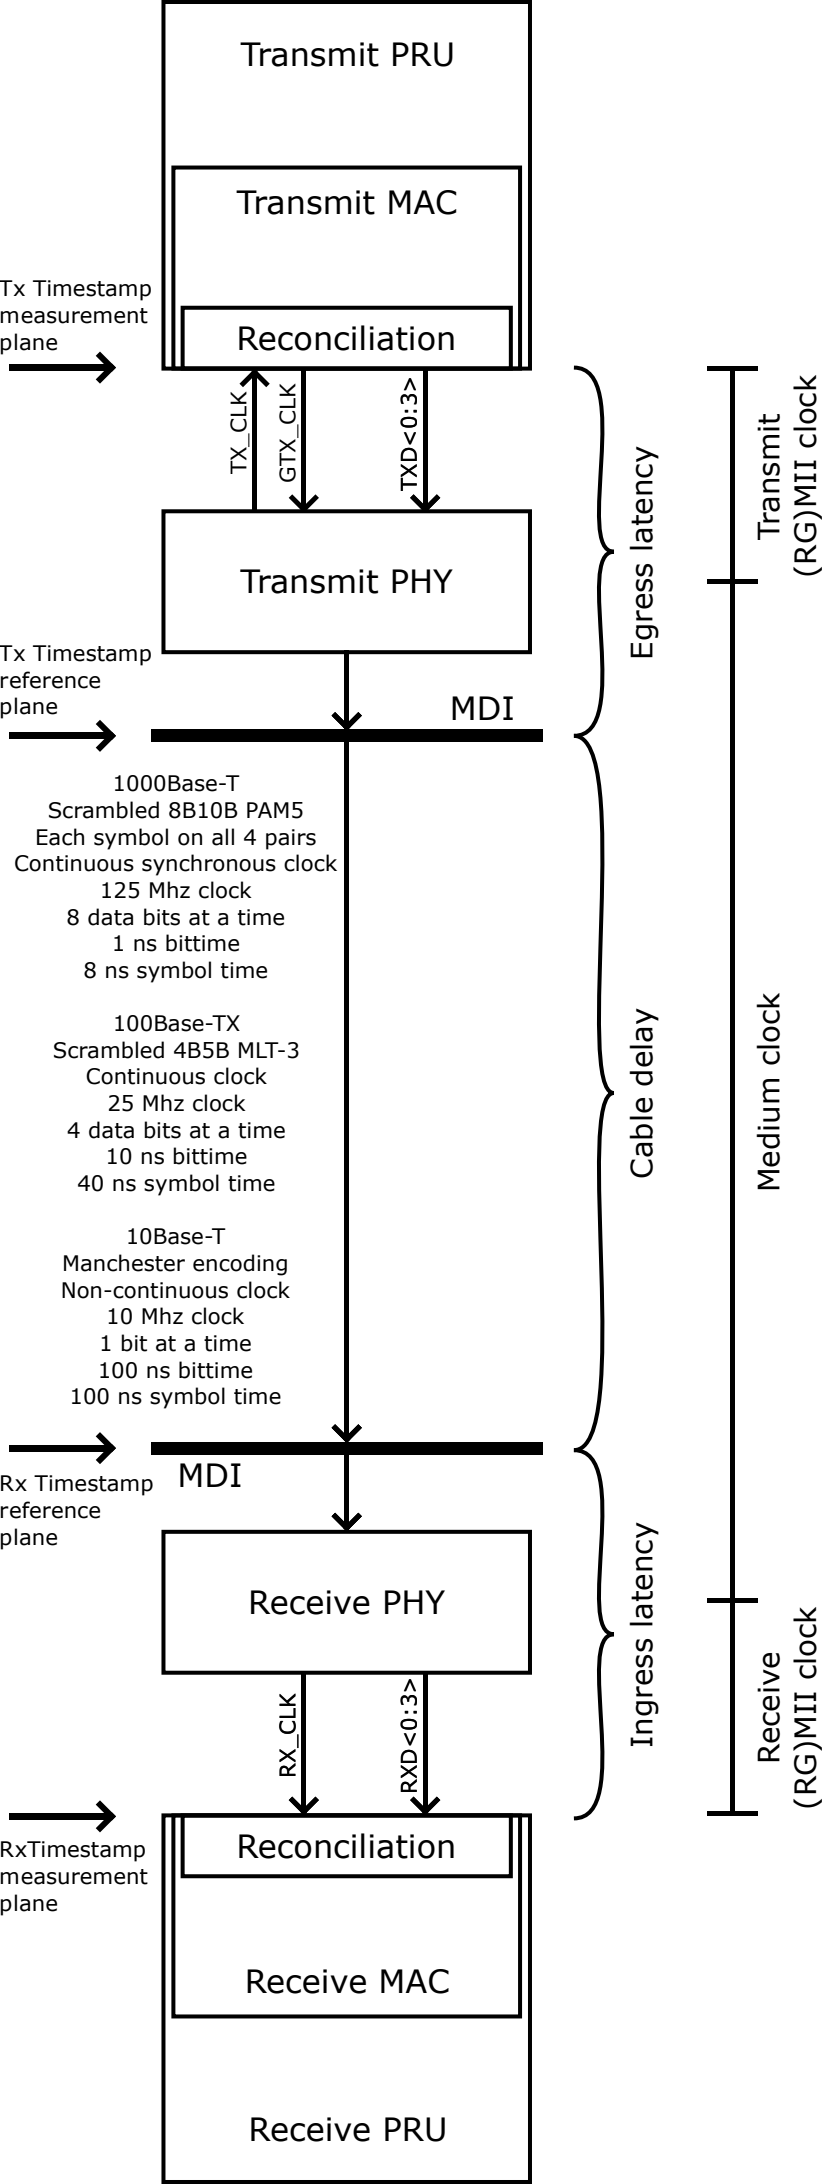 Transmit PRU
Transmit MAC
Tx Timestamp
measurement
plane
Reconciliation
TX_CLK
GTX_CLK
TXD<0:3>
Egress latency
Transmit
(RG)MII clock
Transmit PHY
Tx Timestamp
reference
plane
MDI
1000Base-T
Scrambled 8B10B PAM5
Each symbol on all 4 pairs
Continuous synchronous clock
125 Mhz clock
8 data bits at a time
1 ns bittime
8 ns symbol time
100Base-TX
Scrambled 4B5B MLT-3
Continuous clock
25 Mhz clock
4 data bits at a time
10 ns bittime
40 ns symbol time
Cable delay
Medium clock
10Base-T
Manchester encoding
Non-continuous clock
10 Mhz clock
1 bit at a time
100 ns bittime
100 ns symbol time
MDI
Rx Timestamp
reference
plane
Receive PHY
Ingress latency
Receive
(RG)MII clock
RX_CLK
RXD<0:3>
RxTimestamp
measurement
plane
Reconciliation
Receive MAC
Receive PRU